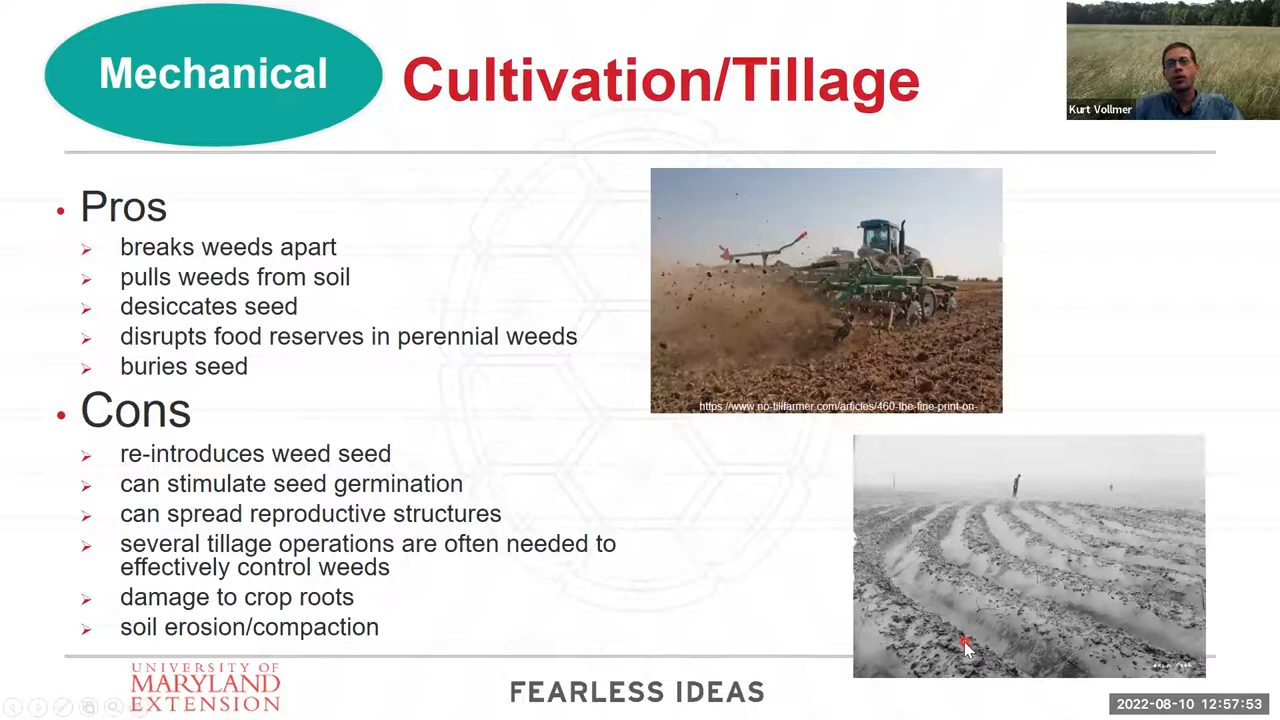 Mechanical
Cultivation/Tillage
Kurt Vollmer
Pros
breaks weeds apart
pulls weeds from soil
desiccates seed
disrupts food reserves in perennial weeds
buries seed
https://www.no-tillfarmer.com/articles/460-the-fine-print-on-
Cons
re-introduces weed seed
can stimulate seed germination
can spread reproductive structures
several tillage operations are often needed to
effectively control weeds
damage to crop roots
soil erosion/compaction
UNIVERSITY OF
MARYLAND
EXTENSION
FEARLESS IDEAS
2022-08-10 12:57:53